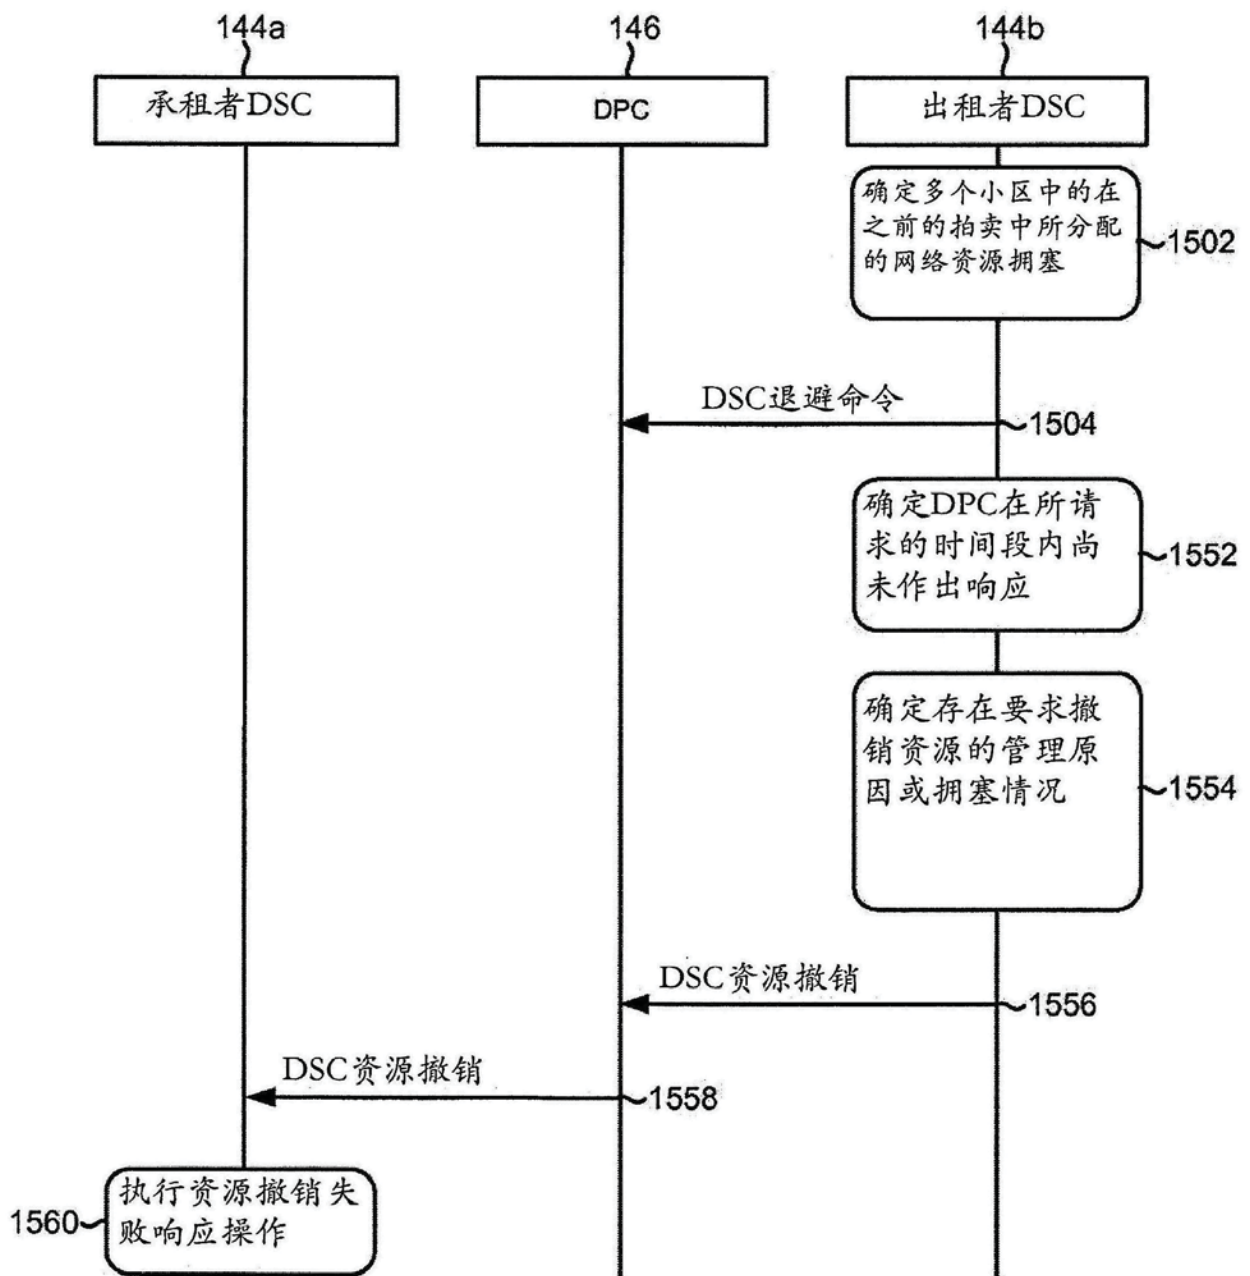 144a
146
144b
承租者DSC
DPC
出租者DSC
确定多个小区中的在
之前的拍卖中所分配
的网络资源拥塞
1502
DSC退避命令
1504
确定DPC在所请
求的时间段内尚
未作出响应
1552
确定存在要求撤
销资源的管理原
因或拥塞情况
1554
DSC资源撤销
1556
DSC资源撤销
1558
执行资源撤销失
败响应操作
1560